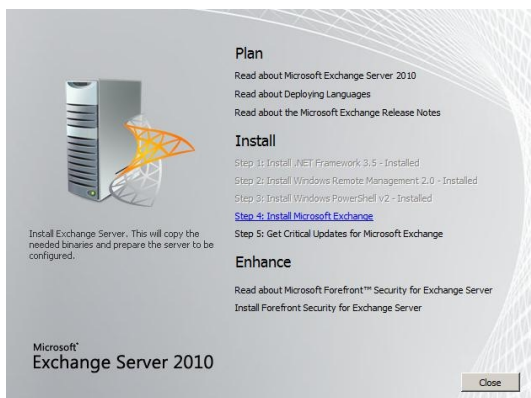 Plan
Read about Microsoft Exchange Server 2010
Read about Deploying Languages
Read about the Microsoft Exchange Release Notes
Install
Step 1: Install .NET Framework 3.5 - Installed
Step 2: Install Windows Remote Management 2.0 - Installed
Step 3: Install Windows PowerShell v2 - Installed
Step 4: Install Microsoft Exchange
Step 5: Get Critical Updates for Microsoft Exchange
Install Exchange Server. This will copy the
needed binaries and prepare the server to be
configured.
Enhance
Read about Microsoft Forefront™ Security for Exchange Server
Install Forefront Security for Exchange Server
Microsoft®
Exchange Server 2010
Close